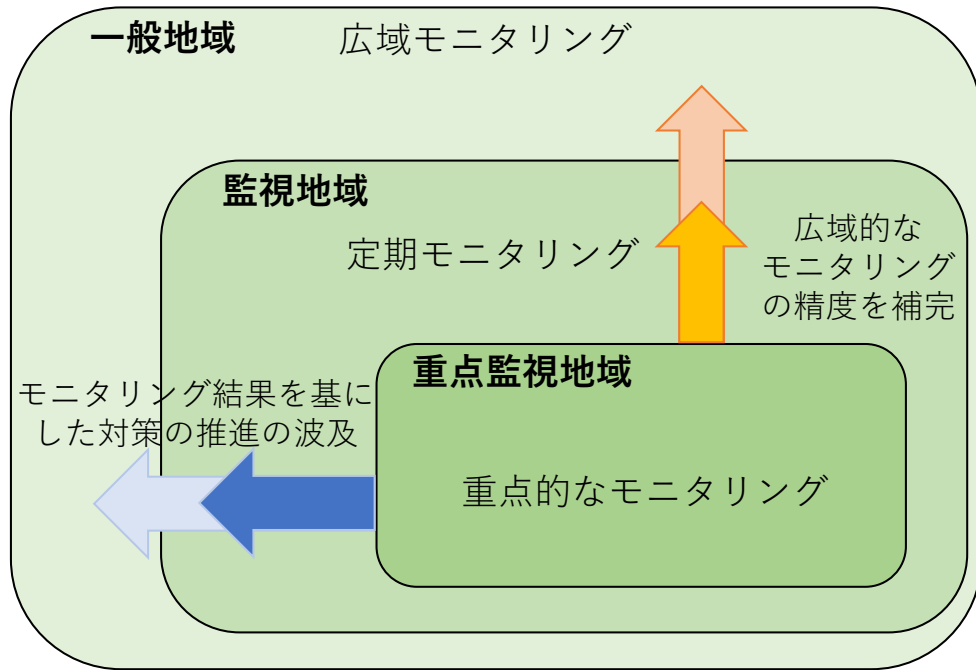 一般地域
広域モニタリング
監視地域
定期モニタリング
広域的な
モニタリング
の精度を補完
重点監視地域
モニタリング結果を基に
した対策の推進の波及
重点的なモニタリング